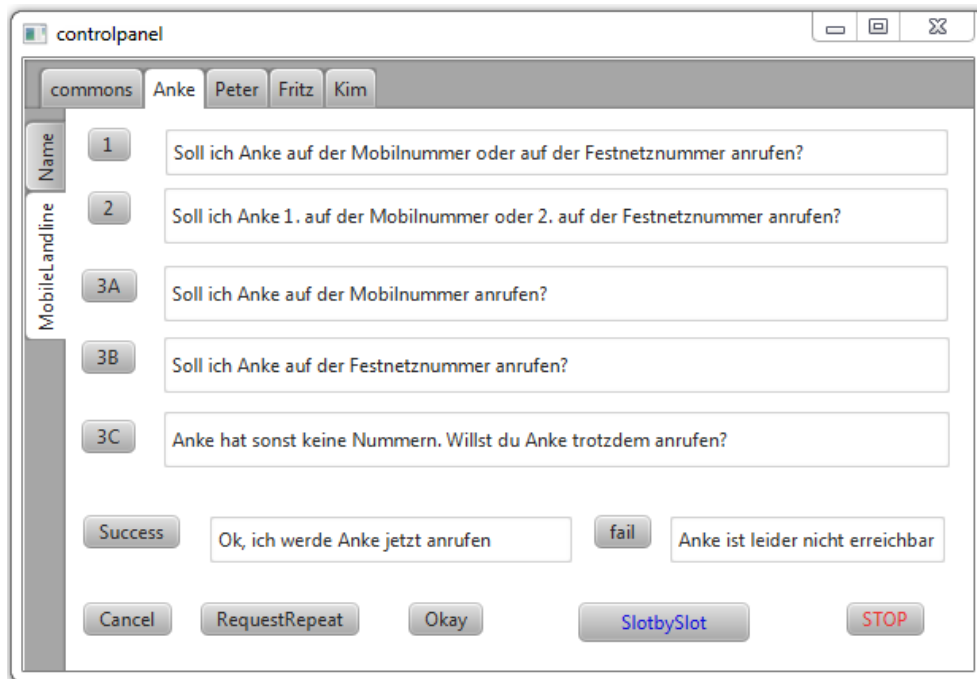 controlpanel
commons Anke Peter Fritz Kim
Name
MobileLandline
1 Soll ich Anke auf der Mobilnummer oder auf der Festnetznummer anrufen?
2 Soll ich Anke 1. auf der Mobilnummer oder 2. auf der Festnetznummer anrufen?
3A Soll ich Anke auf der Mobilnummer anrufen?
3B Soll ich Anke auf der Festnetznummer anrufen?
3C Anke hat sonst keine Nummern. Willst du Anke trotzdem anrufen?
Success Ok, ich werde Anke jetzt anrufen fail Anke ist leider nicht erreichbar
Cancel RequestRepeat Okay SlotbySlot STOP